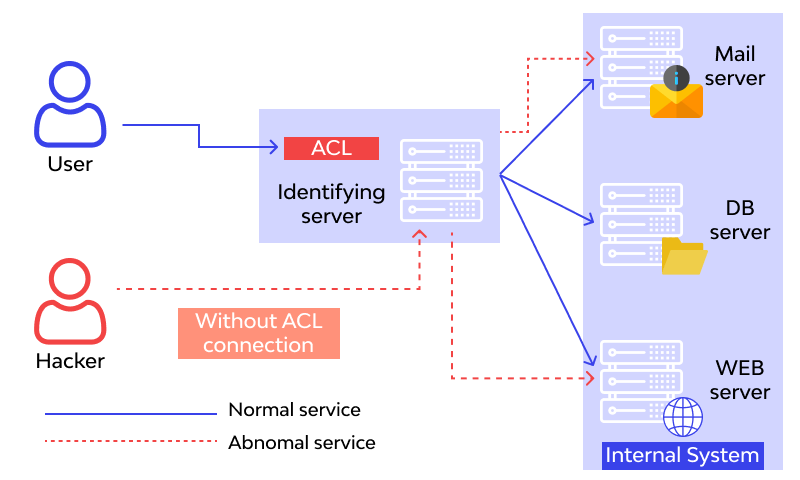 User
ACL
Identifying
server
Hacker
Without ACL
connection
Mail
server
DB
server
WEB
server
Internal System
Normal service
Abnomal service